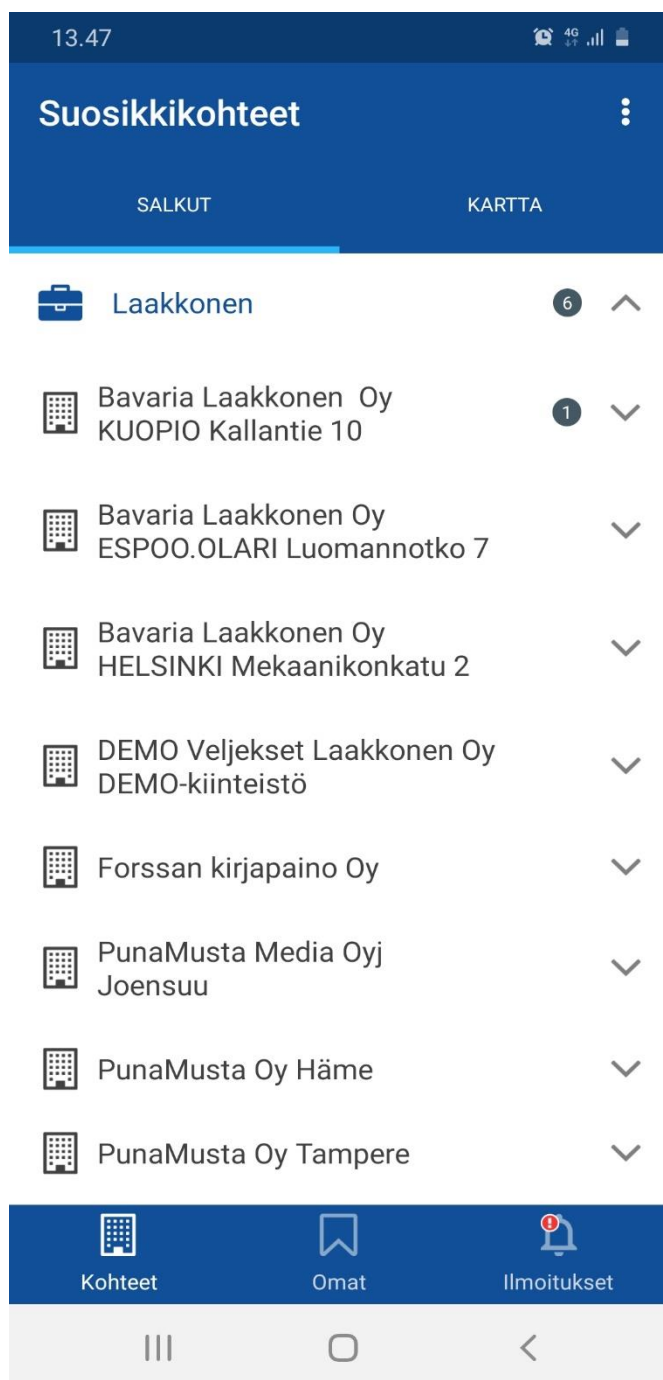 13.47
4G
Suosikkikohteet
SALKUT KARTTA
Laakkonen 6
Bavaria Laakkonen Oy
KUOPIO Kallantie 10
1
Bavaria Laakkonen Oy
ESPOO.OLARI Luomannotko 7
Bavaria Laakkonen Oy
HELSINKI Mekaanikonkatu 2
DEMO Veljekset Laakkonen Oy
DEMO-kiinteistö
Forssan kirjapaino Oy
PunaMusta Media Oyj
Joensuu
PunaMusta Oy Häme
PunaMusta Oy Tampere
Kohteet Omat Ilmoitukset